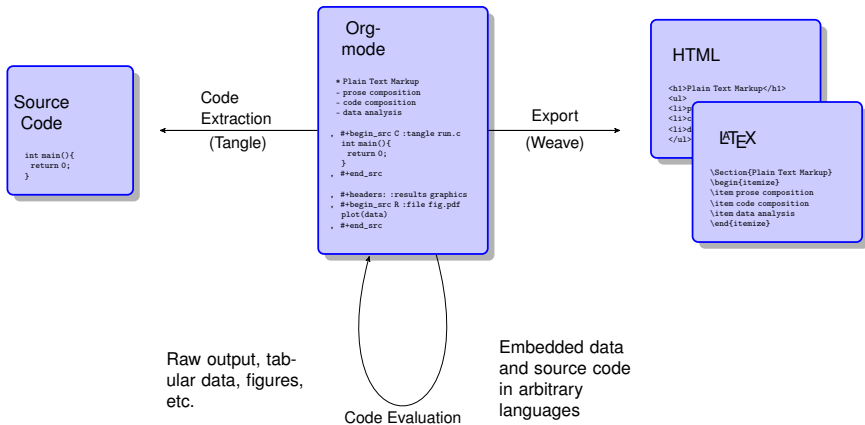 Source
Code
int main(){
  return 0;
}
Code
Extraction
(Tangle)
Org-
mode
* Plain Text Markup
- prose composition
- code composition
- data analysis
, #+begin_src C :tangle run.c
int main(){
  return 0;
}
, #+end_src
, #+headers: :results graphics
, #+begin_src R :file fig.pdf
plot(data)
, #+end_src
Export
(Weave)
HTML
<h1>Plain Text Markup</h1>
<ul>
<li>p
<li>c
<li>d
</ul>
LATEX
\Section{Plain Text Markup}
\begin{itemize}
\item prose composition
\item code composition
\item data analysis
\end{itemize}
Raw output, tab-
ular data, figures,
etc.
Code Evaluation
Embedded data
and source code
in arbitrary
languages